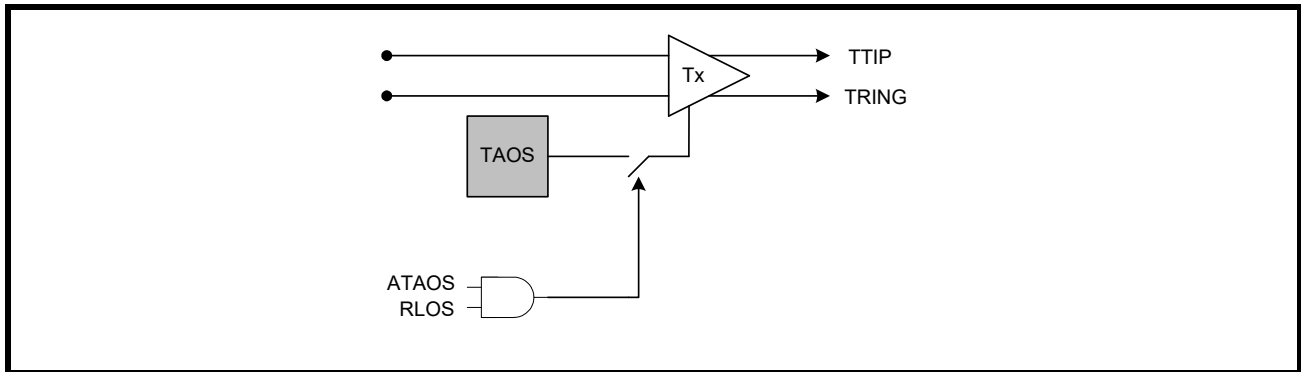 TTIP
Tx
TRING
TAOS
ATAOS
RLOS